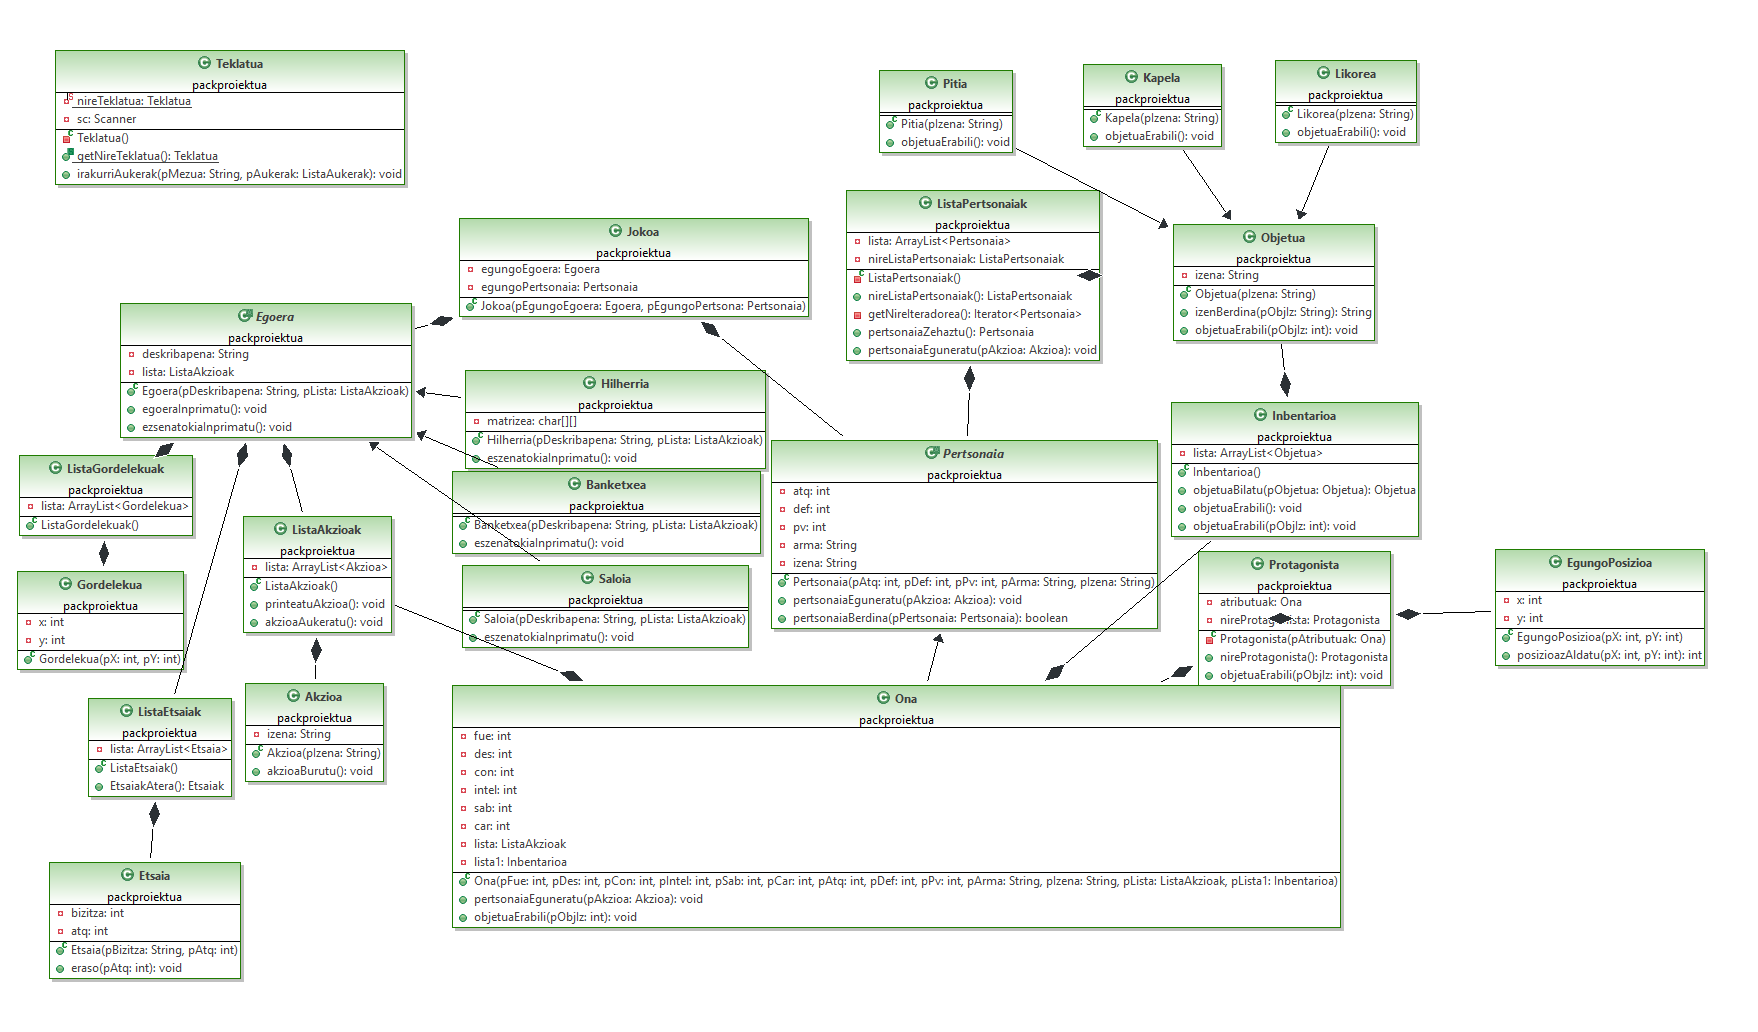 Teklatua
packproiektua
nireTeklatua: Teklatua
sc: Scanner
Teklatua()
getNireTeklatua(): Teklatua
irakurriAukerak(pMezua: String, pAukerak: ListaAukerak): void
Pitia
packproiektua
Pitia(pIzena: String)
objetuaErabili(): void
Kapela
packproiektua
Kapela(pIzena: String)
objetuaErabili(): void
Likorea
packproiektua
Likorea(pIzena: String)
objetuaErabili(): void
ListaPertsonaiak
packproiektua
lista: ArrayList<Pertsonaia>
nireListaPertsonaiak: ListaPertsonaiak
ListaPertsonaiak()
nireListaPertsonaiak(): ListaPertsonaiak
getNireIteradorea(): Iterator<Pertsonaia>
pertsonaiaZehaztu(): Pertsonaia
pertsonaiaEguneratu(pAkzioa: Akzioa): void
Jokoa
packproiektua
egungoEgoera: Egoera
egungoPertsonaia: Pertsonaia
Jokoa(pEgungoEgoera: Egoera, pEgungoPertsona: Pertsonaia)
Objetua
packproiektua
izena: String
Objetua(pIzena: String)
izenBerdina(pObjIz: String): String
objetuaErabili(pObjIz: int): void
Egoera
packproiektua
deskribapena: String
lista: ListaAkzioak
Egoera(pDeskribapena: String, pLista: ListaAkzioak)
egoeraInprimatu(): void
ezsenatokiaInprimatu(): void
Hilherria
packproiektua
matrizea: char[][]
Hilherria(pDeskribapena: String, pLista: ListaAkzioak)
eszenatokiaInprimatu(): void
Inbentarioa
packproiektua
lista: ArrayList<Objetua>
Inbentarioa()
objetuaBilatu(pObjetua: Objetua): Objetua
objetuaErabili(): void
objetuaErabili(pObjIz: int): void
Pertsonaia
packproiektua
atq: int
def: int
pv: int
arma: String
izena: String
Pertsonaia(pAtq: int, pDef: int, pPv: int, pArma: String, pIzena: String)
pertsonaiaEguneratu(pAkzioa: Akzioa): void
pertsonaiaBerdina(pPertsonaia: Pertsonaia): boolean
ListaGordelekuak
packproiektua
lista: ArrayList<Gordelekua>
ListaGordelekuak()
Banketxea
packproiektua
Banketxea(pDeskribapena: String, pLista: ListaAkzioak)
eszenatokiaInprimatu(): void
ListaAkzioak
packproiektua
lista: ArrayList<Akzioa>
ListaAkzioak()
printeatuAkzioa(): void
akzioaAukeratu(): void
Protagonista
packproiektua
atributuak: Ona
nireProtagonista: Protagonista
Protagonista(pAtributuak: Ona)
nireProtagonista(): Protagonista
objetuaErabili(pObjIz: int): void
EgungoPosizioa
packproiektua
x: int
y: int
EgungoPosizioa(pX: int, pY: int)
posizioazAldatu(pX: int, pY: int): int
Gordelekua
packproiektua
x: int
y: int
Gordelekua(pX: int, pY: int)
Saloia
packproiektua
Saloia(pDeskribapena: String, pLista: ListaAkzioak)
eszenatokiaInprimatu(): void
Akzioa
packproiektua
izena: String
Akzioa(pIzena: String)
akzioaBurutu(): void
ListaEtsaiak
packproiektua
lista: ArrayList<Etsaia>
ListaEtsaiak()
EtsaiakAtera(): Etsaiak
Ona
packproiektua
fue: int
des: int
con: int
intel: int
sab: int
car: int
lista: ListaAkzioak
lista1: Inbentarioa
Ona(pFue: int, pDes: int, pCon: int, pIntel: int, pSab: int, pCar: int, pAtq: int, pDef: int, pPv: int, pArma: String, pIzena: String, pLista: ListaAkzioak, pLista1: Inbentarioa)
pertsonaiaEguneratu(pAkzioa: Akzioa): void
objetuaErabili(pObjIz: int): void
Etsaia
packproiektua
bizitza: int
atq: int
Etsaia(pBizitza: String, pAtq: int)
eraso(pAtq: int): void